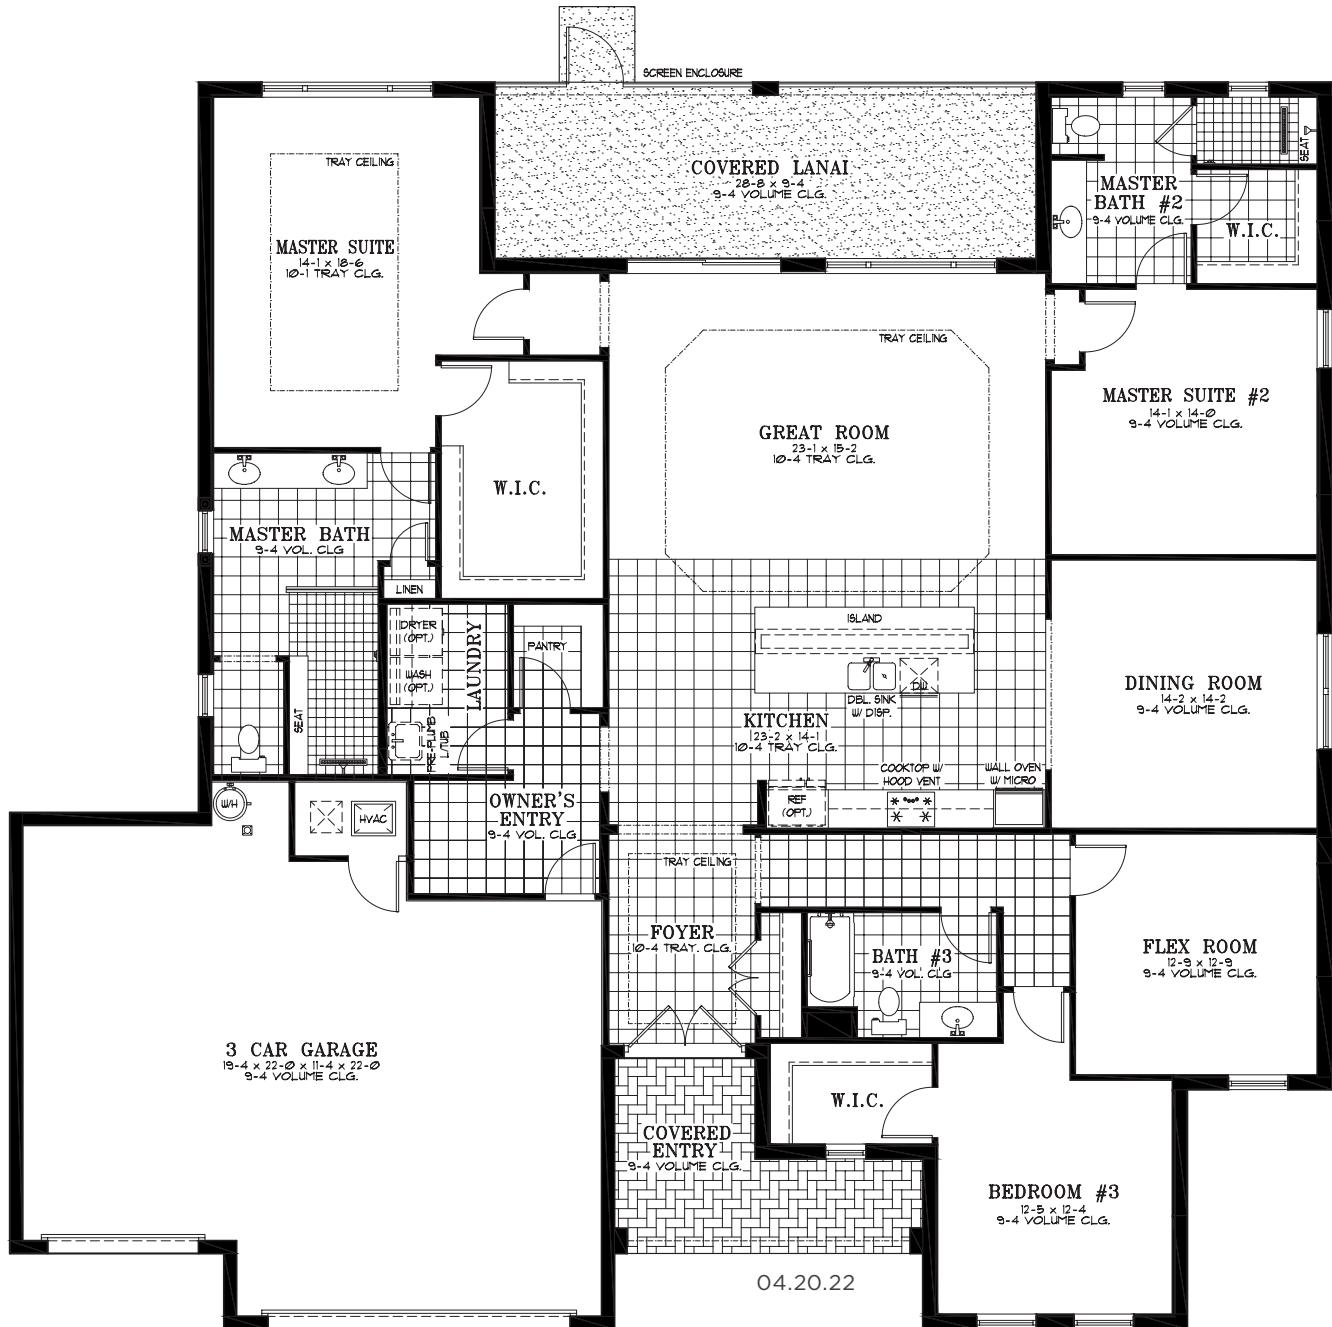 SCREEN ENCLOSURE
COVERED LANAI
28-8 x 9-4
9-4 VOLUME CLG.
TRAY CEILING
MASTER SUITE
14-1 x 18-6
10-1 TRAY CLG.
MASTER
BATH #2
9-4 VOLUME CLG.
SEAT
W.I.C.
TRAY CEILING
GREAT ROOM
23-1 x 15-2
10-4 TRAY CLG.
MASTER SUITE #2
14-1 x 14-0
9-4 VOLUME CLG.
W.I.C.
MASTER BATH
9-4 VOL. CLG
LINEN
DRYER
(OPT.)
WASH
(OPT.)
LAUNDRY
PRE-PLUMB
L/TUB
PANTRY
SEAT
ISLAND
DBL. SINK
W/ DISP.
DW
KITCHEN
23-2 x 14-1
10-4 TRAY CLG.
COOKTOP W/
HOOD VENT
WALL OVEN
W/ MICRO
REF
(OPT.)
DINING ROOM
14-2 x 14-2
9-4 VOLUME CLG.
W/H
HVAC
OWNER'S
ENTRY
9-4 VOL. CLG
TRAY CEILING
FOYER
10-4 TRAY. CLG.
BATH #3
9-4 VOL. CLG
FLEX ROOM
12-9 x 12-9
9-4 VOLUME CLG.
3 CAR GARAGE
19-4 x 22-0 x 11-4 x 22-0
9-4 VOLUME CLG.
W.I.C.
COVERED
ENTRY
9-4 VOLUME CLG.
BEDROOM #3
12-5 x 12-4
9-4 VOLUME CLG.
04.20.22